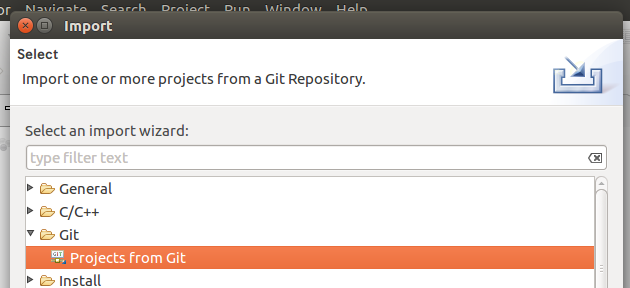 Navigate Search Project Run Window Help
Import
Select
Import one or more projects from a Git Repository.
Select an import wizard:
type filter text
General
C/C++
Git
GIT Projects from Git
Install